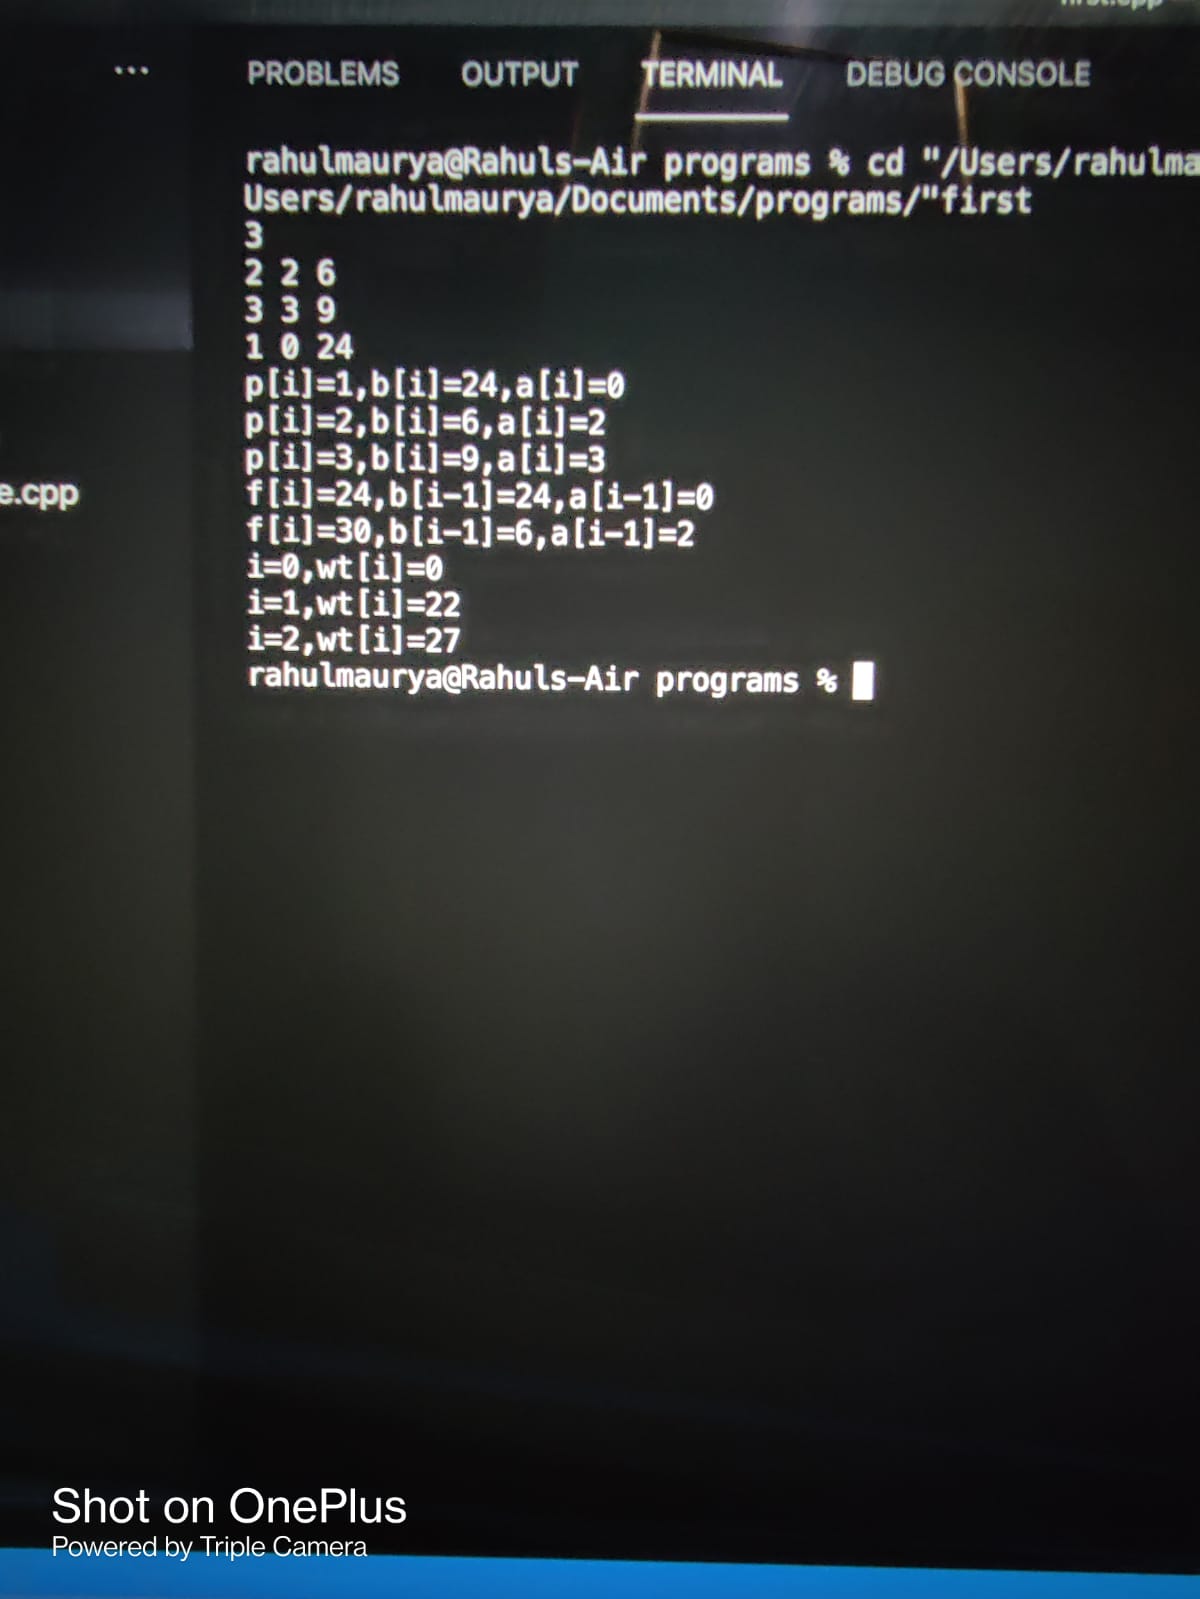 PROBLEMS OUTPUT TERMINAL DEBUG CONSOLE
rahulmaurya@Rahuls-Air programs % cd "/Users/rahulma
Users/rahulmaurya/Documents/programs/"first
3
2 2 6
3 3 9
1 0 24
p[i]=1,b[i]=24,a[i]=0
p[i]=2,b[i]=6,a[i]=2
p[i]=3,b[i]=9,a[i]=3
e.cpp
f[i]=24,b[i-1]=24,a[i-1]=0
f[i]=30,b[i-1]=6,a[i-1]=2
i=0,wt[i]=0
i=1,wt[i]=22
i=2,wt[i]=27
rahulmaurya@Rahuls-Air programs %
Shot on OnePlus
Powered by Triple Camera